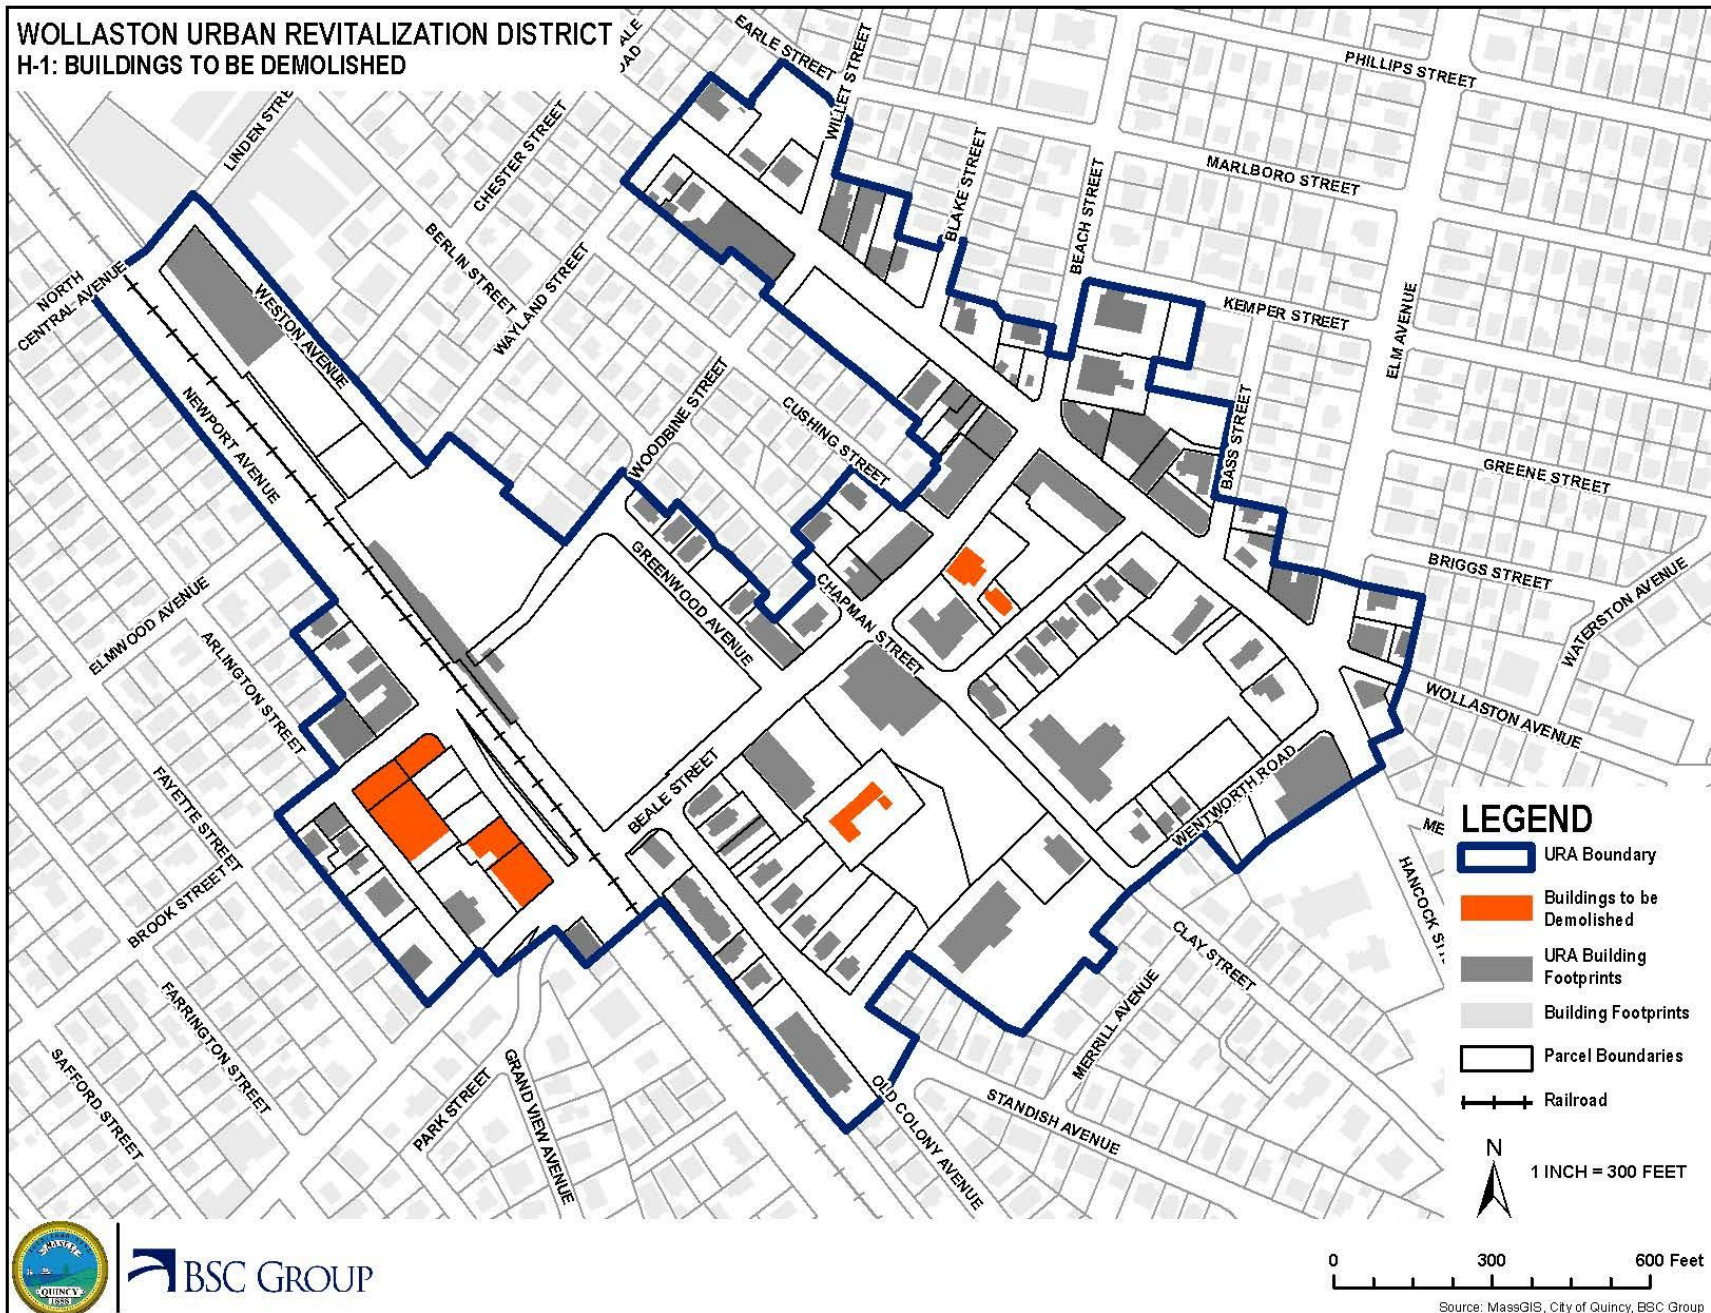 WOLLASTON URBAN REVITALIZATION DISTRICT
H-1: BUILDINGS TO BE DEMOLISHED
EARLE STREET
WILLET STREET
PHILLIPS STREET
LINDEN STRE
CHESTER STREET
BLAKE STREET
BEACH STREET
MARLBORO STREET
BERLIN STREET
WAYLAND STREET
NORTH
CENTRAL AVENUE
WESTON AVENUE
KEMPER STREET
ELM AVENUE
NEWPORT AVENUE
WOODBINE STREET
CUSHING STREET
BASS STREET
GREENE STREET
BRIGGS STREET
WATERSTON AVENUE
ELMWOOD AVENUE
ARLINGTON STREET
GREENWOOD AVENUE
CHAPMAN STREET
WOLLASTON AVENUE
FAYETTE STREET
BEALE STREET
WENTWORTH ROAD
BROOK STREET
HANCOCK ST
CLAY STREET
FARRINGTON STREET
MERRILL AVENUE
SAFFORD STREET
PARK STREET
GRAND VIEW AVENUE
OLD COLONY AVENUE
STANDISH AVENUE
LEGEND
URA Boundary
Buildings to be
Demolished
URA Building
Footprints
Building Footprints
Parcel Boundaries
Railroad
N
1 INCH = 300 FEET
0 300 600 Feet
Source: MassGIS, City of Quincy, BSC Group
MANET
QUINCY
BSC GROUP